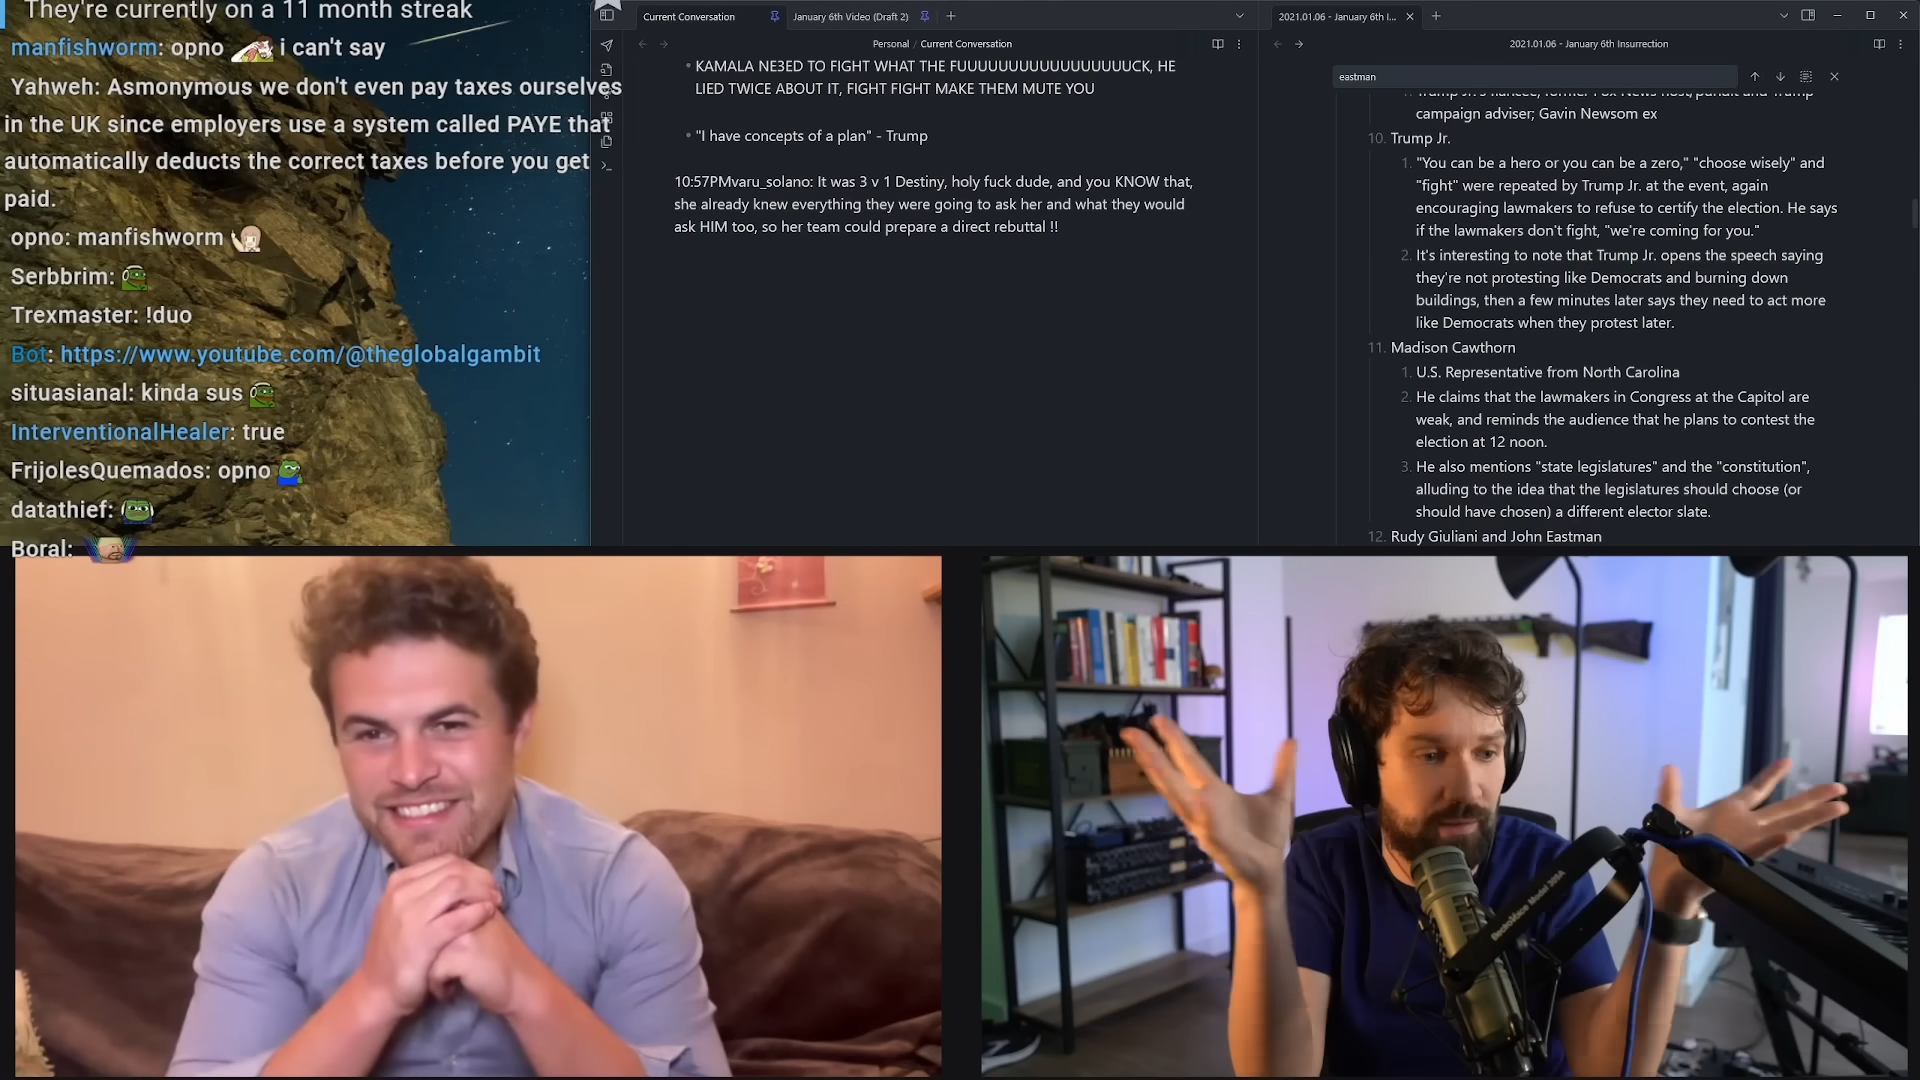 They're currently on a 11 month streak
manfishworm: opno i can't say
Yahweh: Asmonymous we don't even pay taxes ourselves
in the UK since employers use a system called PAYE that
automatically deducts the correct taxes before you get
paid.
opno: manfishworm
Serbbrim:
Trexmaster: !duo
Bot: https://www.youtube.com/@theglobalgambit
situasianal: kinda sus
InterventionalHealer: true
FrijolesQuemados: opno
datathief:
Boral:
Current Conversation
January 6th Video (Draft 2)
Personal / Current Conversation
• KAMALA NE3ED TO FIGHT WHAT THE FUUUUUUUUUUUUUUUUUCK, HE
LIED TWICE ABOUT IT, FIGHT FIGHT MAKE THEM MUTE YOU
• "I have concepts of a plan" - Trump
10:57PMvaru_solano: It was 3 v 1 Destiny, holy fuck dude, and you KNOW that,
she already knew everything they were going to ask her and what they would
ask HIM too, so her team could prepare a direct rebuttal !!
2021.01.06 - January 6th I...
2021.01.06 - January 6th Insurrection
eastman
campaign adviser; Gavin Newsom ex
10. Trump Jr.
1. "You can be a hero or you can be a zero," "choose wisely" and
"fight" were repeated by Trump Jr. at the event, again
encouraging lawmakers to refuse to certify the election. He says
if the lawmakers don't fight, "we're coming for you."
2. It's interesting to note that Trump Jr. opens the speech saying
they're not protesting like Democrats and burning down
buildings, then a few minutes later says they need to act more
like Democrats when they protest later.
11. Madison Cawthorn
1. U.S. Representative from North Carolina
2. He claims that the lawmakers in Congress at the Capitol are
weak, and reminds the audience that he plans to contest the
election at 12 noon.
3. He also mentions "state legislatures" and the "constitution",
alluding to the idea that the legislatures should choose (or
should have chosen) a different elector slate.
12. Rudy Giuliani and John Eastman